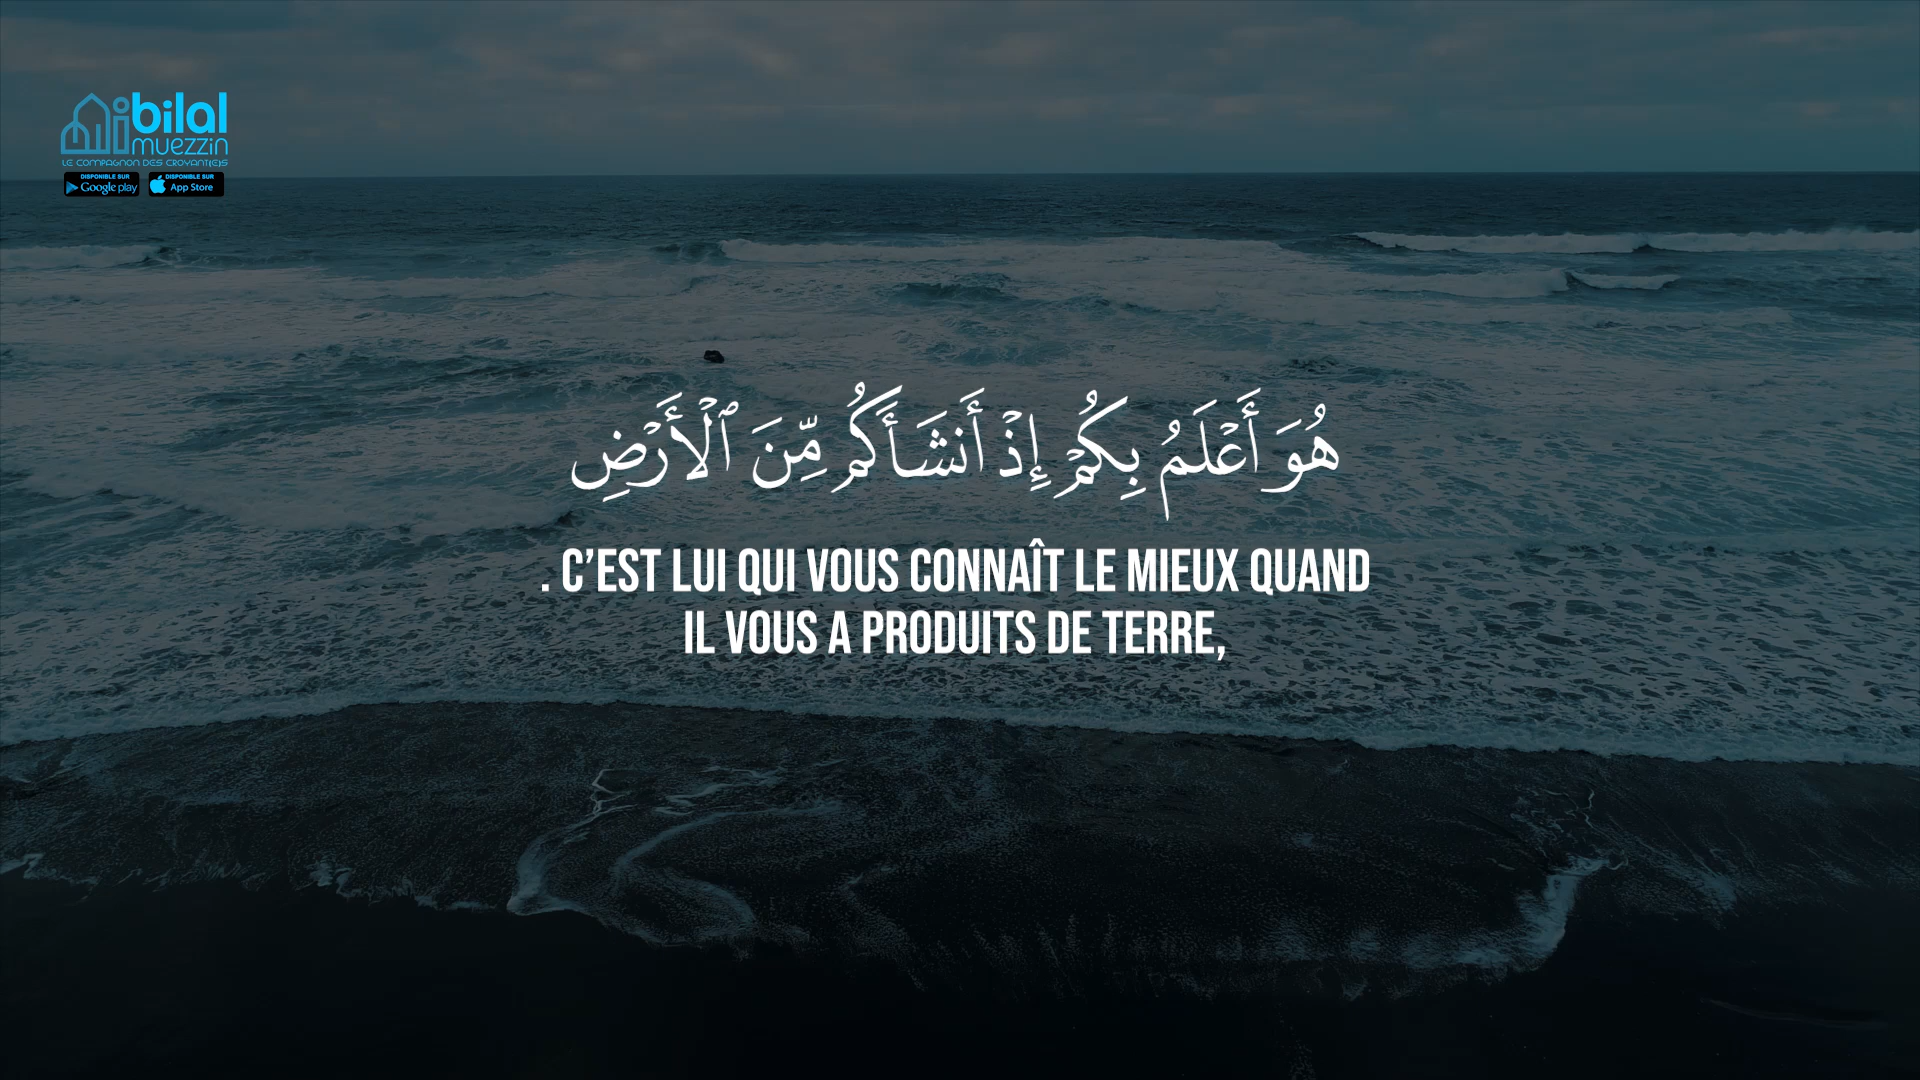 ibilal
muezzin
LE COMPAGNON DES CROYANT(E)S
DISPONIBLE SUR
Google play
DISPONIBLE SUR
App Store
هُوَ أَعْلَمُ بِكُمْ إِذْ أَنشَأَكُم مِّنَ ٱلْأَرْضِ
. C’EST LUI QUI VOUS CONNAÎT LE MIEUX QUAND
IL VOUS A PRODUITS DE TERRE,